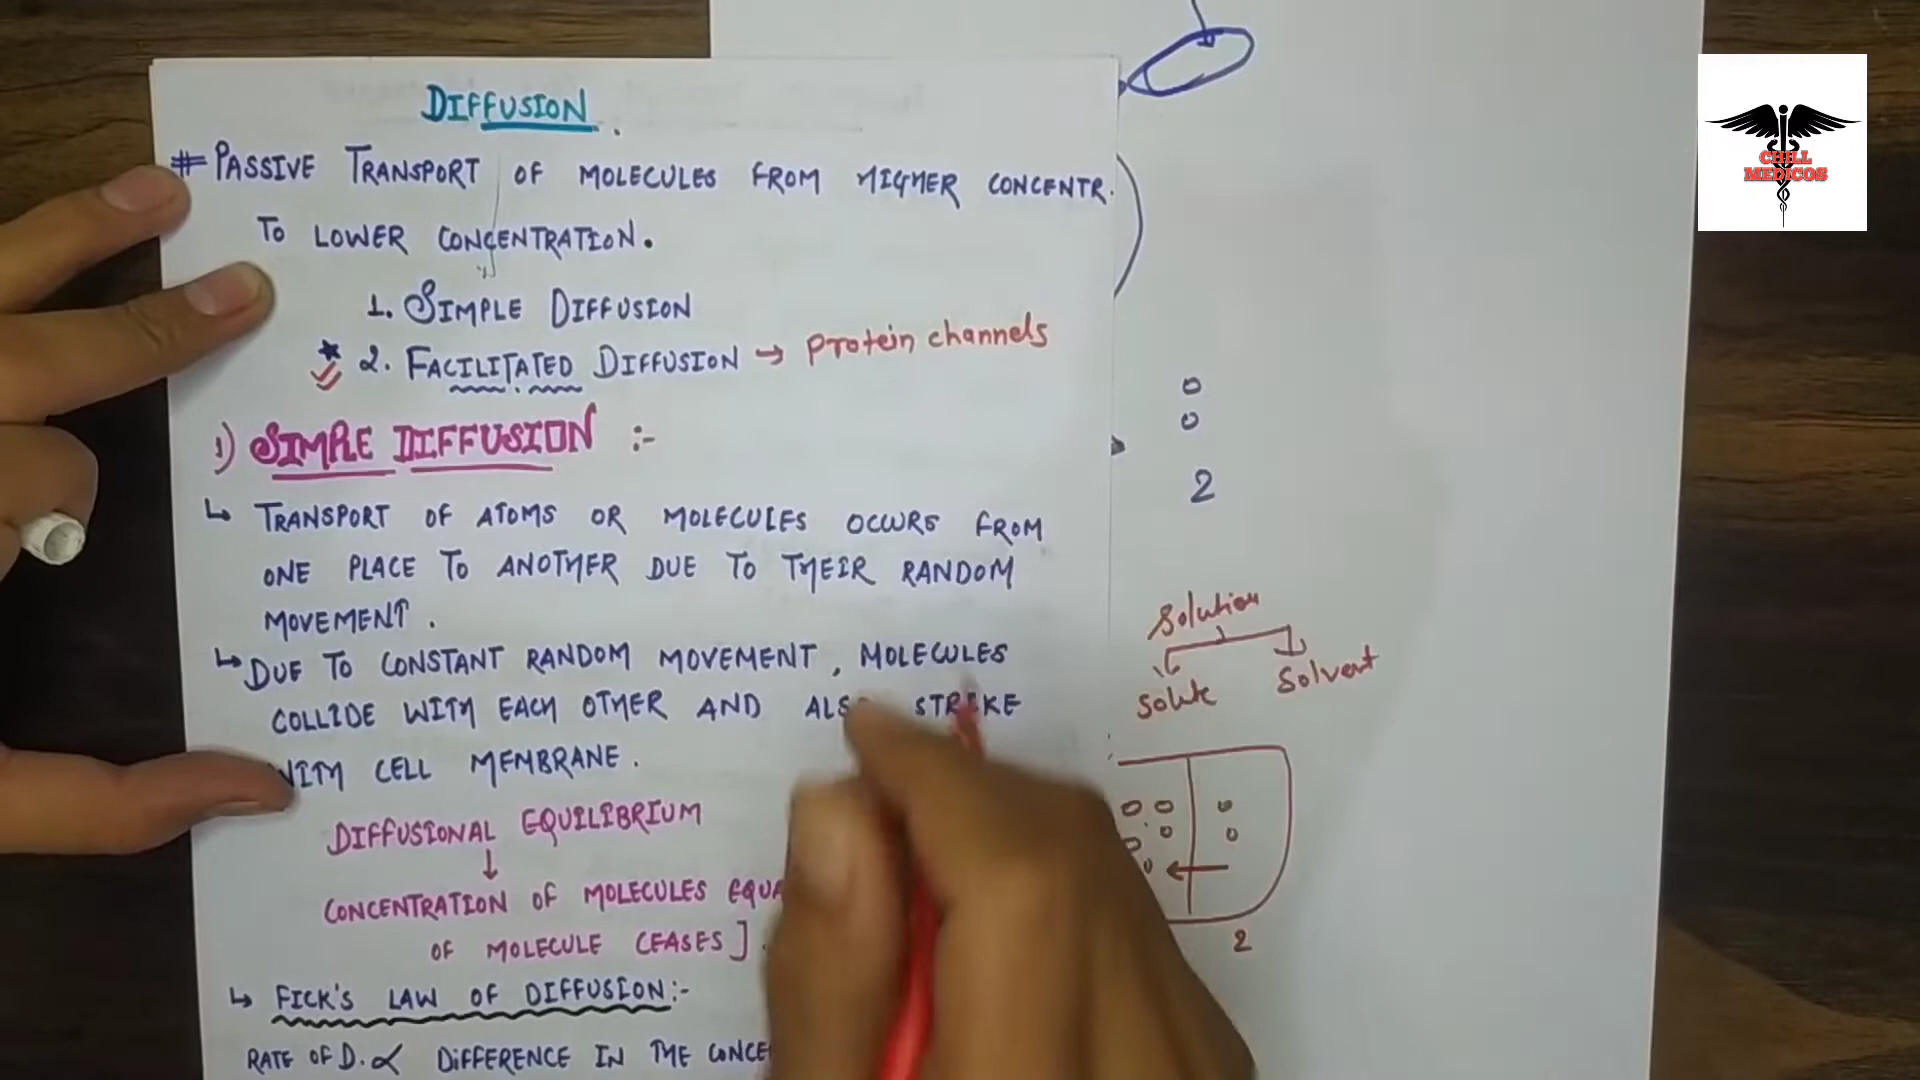 DIFFUSION.
# PASSIVE TRANSPORT OF MOLECULES FROM HIGHER CONCENTR.
TO LOWER CONCENTRATION.
1. SIMPLE DIFFUSION
2. FACILITATED DIFFUSION → Protein channels
1) SIMPLE DIFFUSION :-
↳ TRANSPORT OF ATOMS OR MOLECULES OCCURS FROM
ONE PLACE TO ANOTHER DUE TO THEIR RANDOM
MOVEMENT.
↳ DUE TO CONSTANT RANDOM MOVEMENT, MOLECULES
COLLIDE WITH EACH OTHER AND ALSO STRIKE
WITH CELL MEMBRANE.
DIFFUSIONAL EQUILIBRIUM
↓
CONCENTRATION OF MOLECULES EQUA
OF MOLECULE CEASES].
↳ FICK'S LAW OF DIFFUSION:-
RATE OF D. ∝ DIFFERENCE IN THE CONCE
2
Solution
Solute Solvent
2
CHILL
MEDICOS